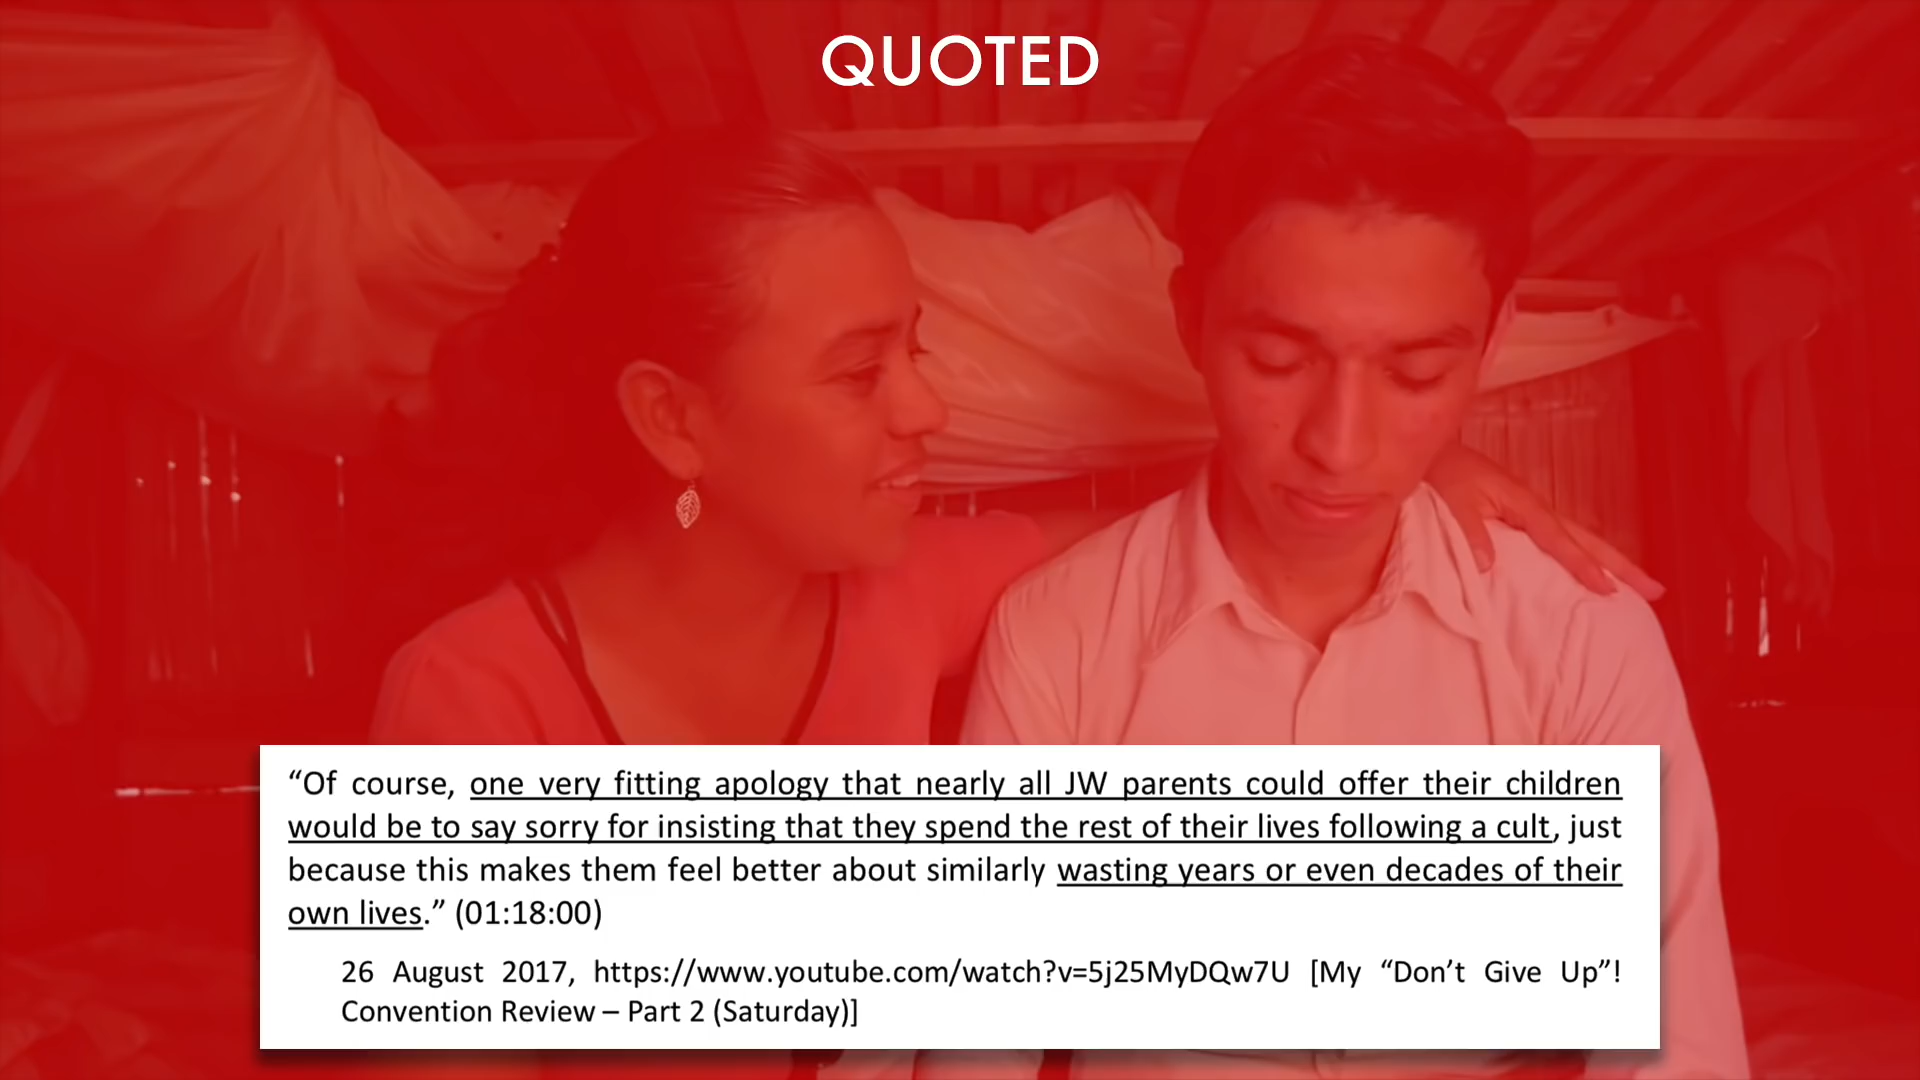 QUOTED
“Of course, one very fitting apology that nearly all JW parents could offer their children
would be to say sorry for insisting that they spend the rest of their lives following a cult, just
because this makes them feel better about similarly wasting years or even decades of their
own lives.” (01:18:00)
26 August 2017, https://www.youtube.com/watch?v=5j25MyDQw7U [My “Don’t Give Up”!
Convention Review – Part 2 (Saturday)]